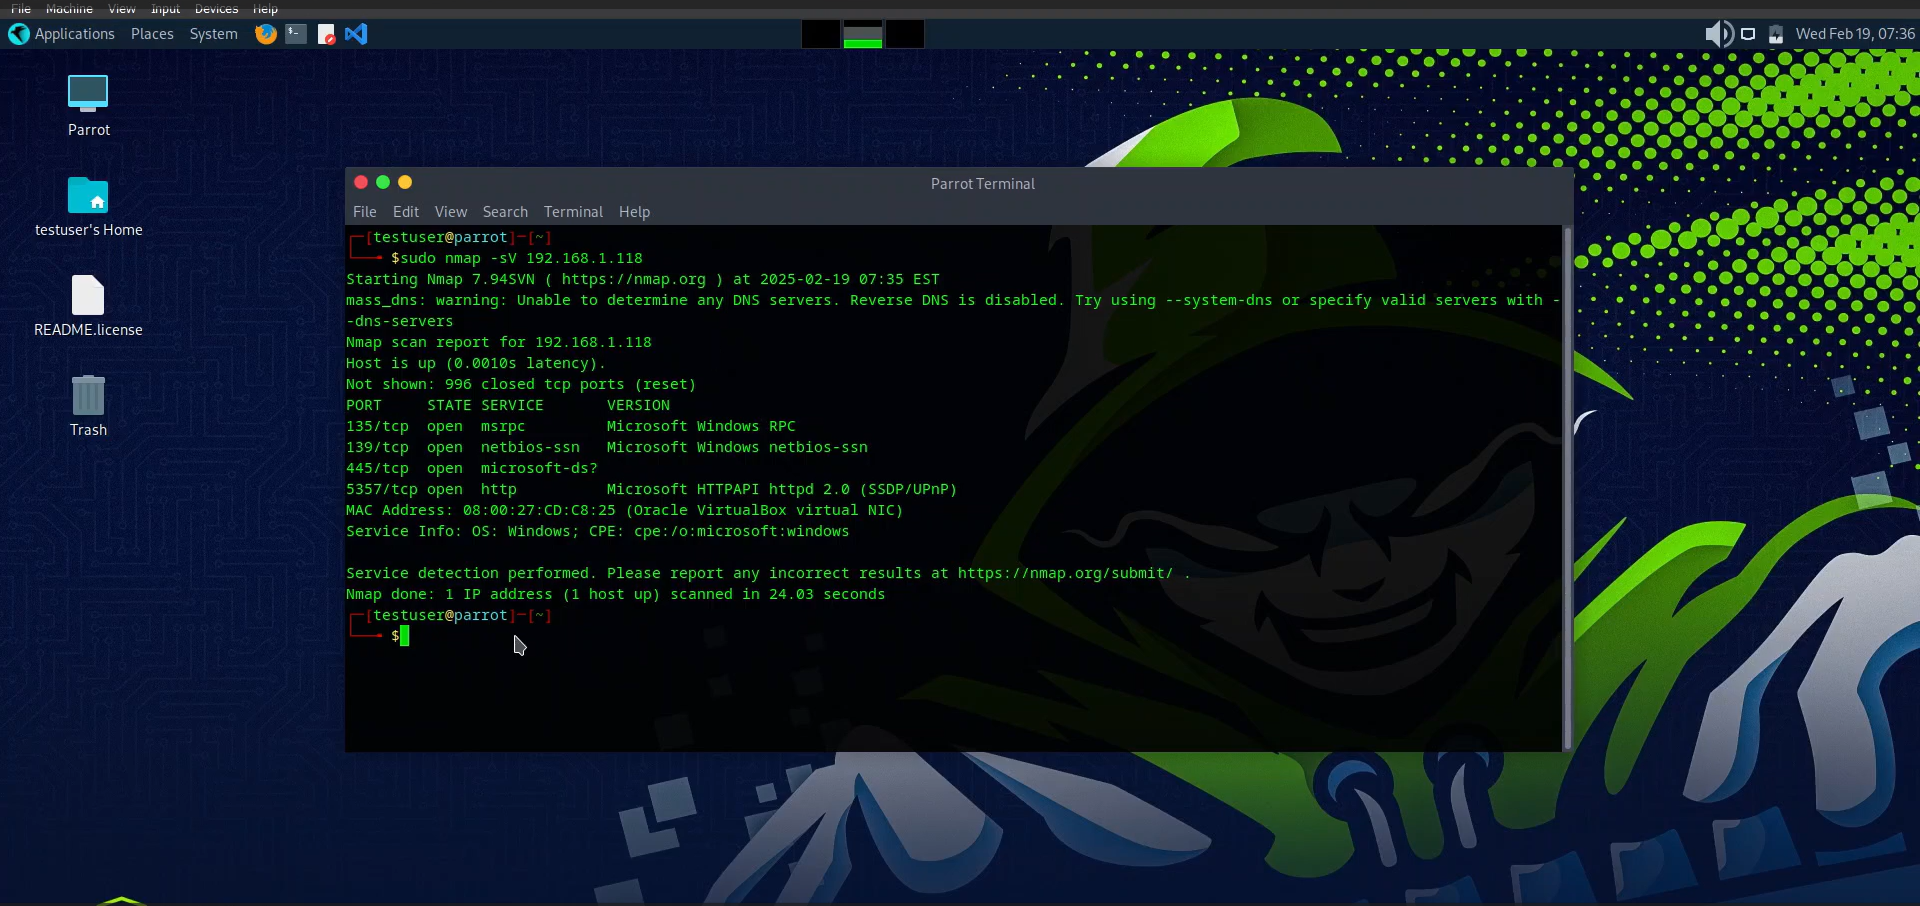 File Machine View Input Devices Help
Applications Places System Wed Feb 19, 07:36
Parrot
testuser's Home
README.license
Trash
Parrot Terminal
File Edit View Search Terminal Help
┌─[testuser@parrot]─[~]
└──╼ $sudo nmap -sV 192.168.1.118
Starting Nmap 7.94SVN ( https://nmap.org ) at 2025-02-19 07:35 EST
mass_dns: warning: Unable to determine any DNS servers. Reverse DNS is disabled. Try using --system-dns or specify valid servers with -
-dns-servers
Nmap scan report for 192.168.1.118
Host is up (0.0010s latency).
Not shown: 996 closed tcp ports (reset)
PORT     STATE SERVICE       VERSION
135/tcp  open  msrpc         Microsoft Windows RPC
139/tcp  open  netbios-ssn   Microsoft Windows netbios-ssn
445/tcp  open  microsoft-ds?
5357/tcp open  http          Microsoft HTTPAPI httpd 2.0 (SSDP/UPnP)
MAC Address: 08:00:27:CD:C8:25 (Oracle VirtualBox virtual NIC)
Service Info: OS: Windows; CPE: cpe:/o:microsoft:windows
Service detection performed. Please report any incorrect results at https://nmap.org/submit/ .
Nmap done: 1 IP address (1 host up) scanned in 24.03 seconds
┌─[testuser@parrot]─[~]
└──╼ $